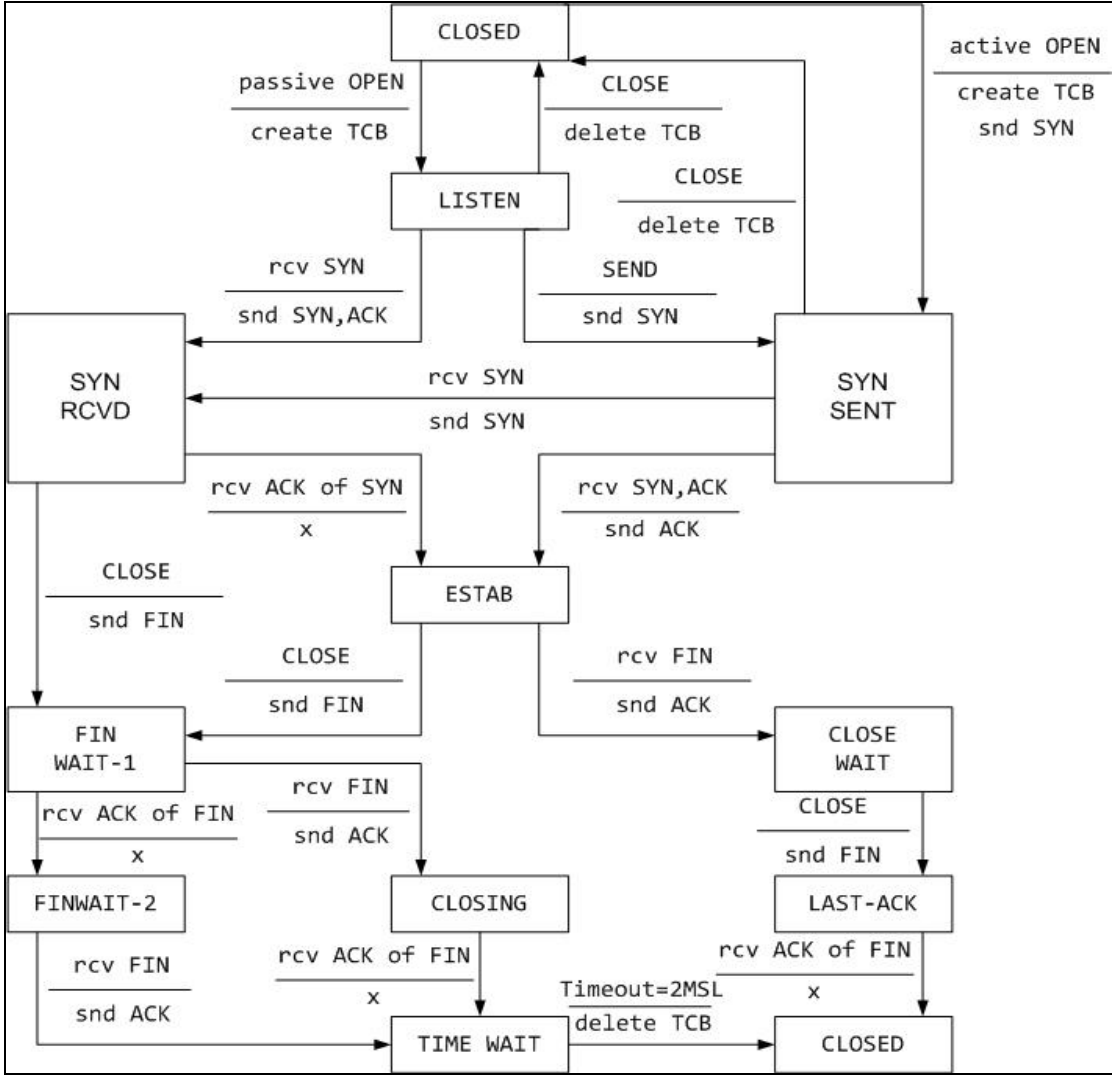 CLOSED
active OPEN
create TCB
snd SYN
passive OPEN
create TCB
CLOSE
delete TCB
CLOSE
delete TCB
LISTEN
rcv SYN
snd SYN,ACK
SEND
snd SYN
SYN
RCVD
rcv SYN
snd SYN
SYN
SENT
rcv ACK of SYN
x
rcv SYN,ACK
snd ACK
CLOSE
snd FIN
ESTAB
CLOSE
snd FIN
rcv FIN
snd ACK
FIN
WAIT-1
CLOSE
WAIT
rcv ACK of FIN
x
rcv FIN
snd ACK
CLOSE
snd FIN
FINWAIT-2
CLOSING
LAST-ACK
rcv FIN
snd ACK
rcv ACK of FIN
x
Timeout=2MSL
delete TCB
rcv ACK of FIN
x
TIME WAIT
CLOSED